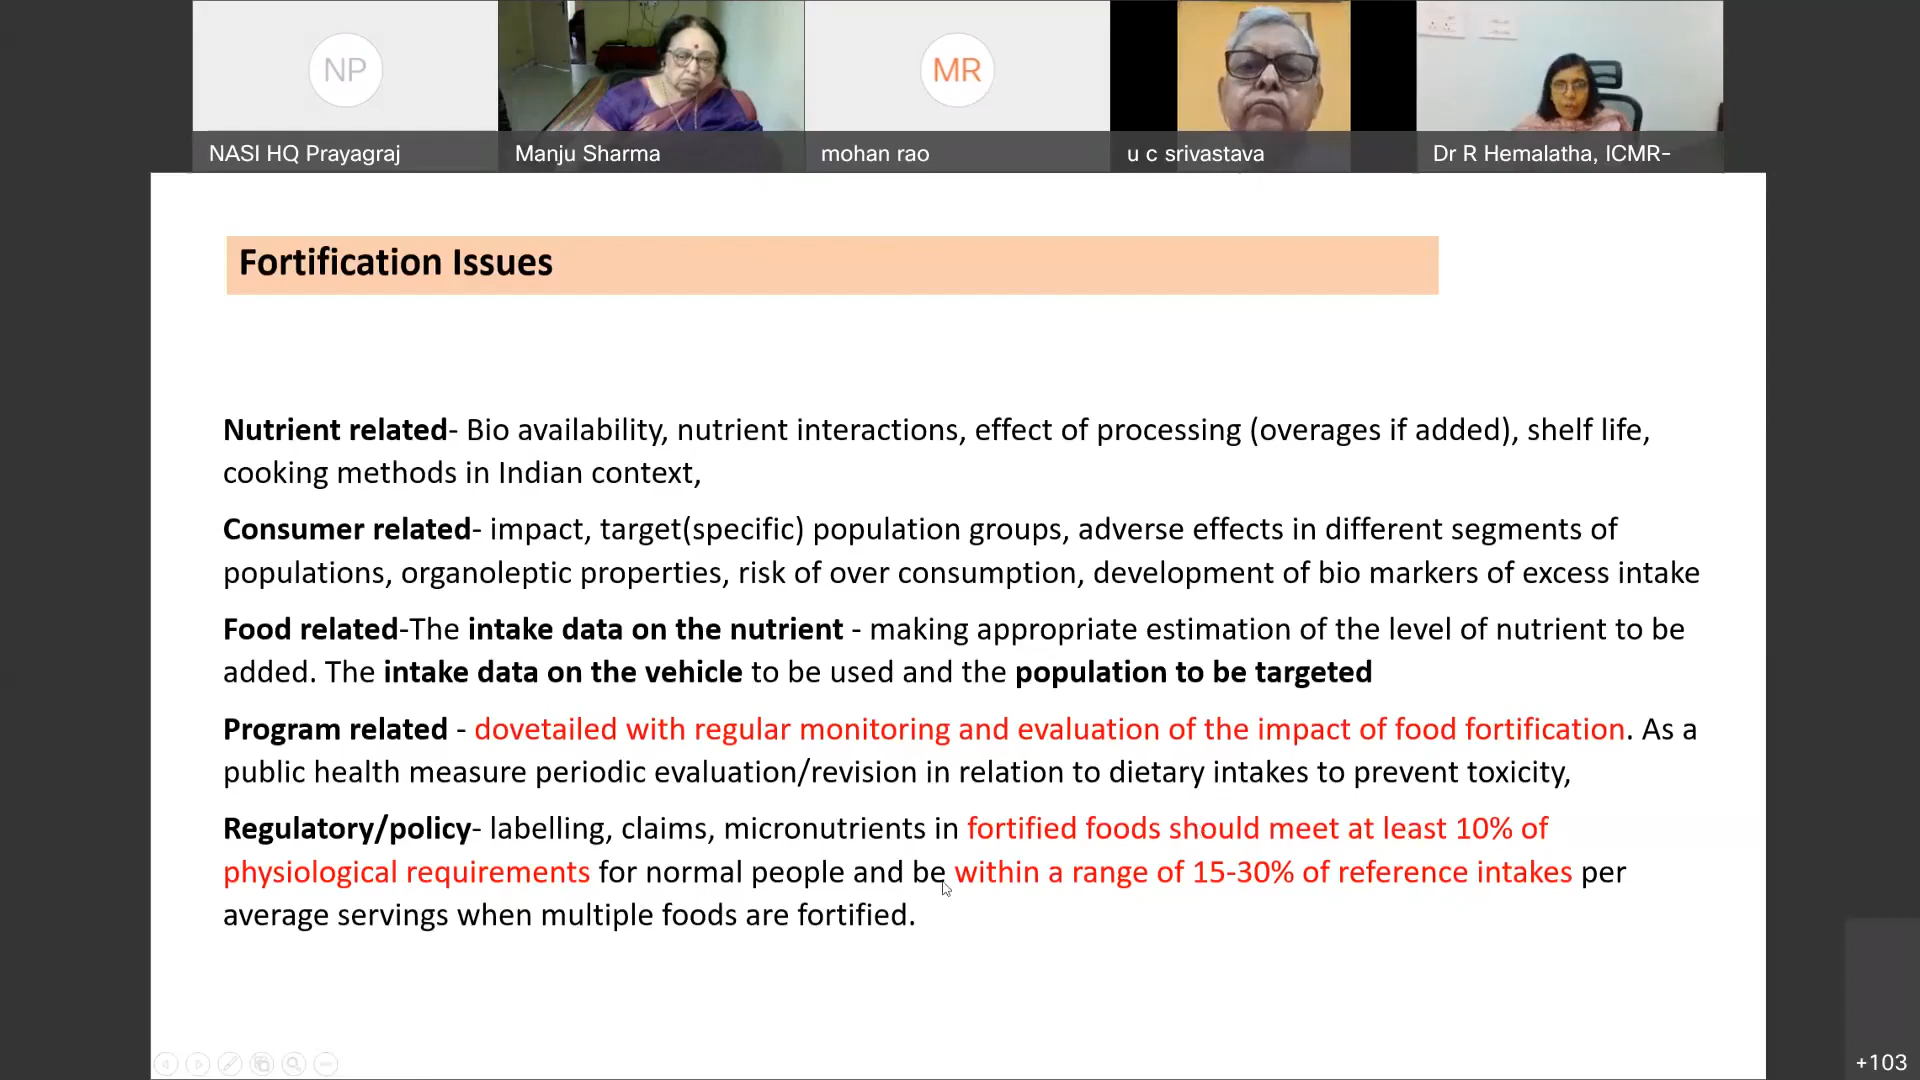 NP
MR
NASI HQ Prayagraj
Manju Sharma
mohan rao
u c srivastava
Dr R Hemalatha, ICMR-
Fortification Issues
Nutrient related- Bio availability, nutrient interactions, effect of processing (overages if added), shelf life,
cooking methods in Indian context,
Consumer related- impact, target(specific) population groups, adverse effects in different segments of
populations, organoleptic properties, risk of over consumption, development of bio markers of excess intake
Food related-The intake data on the nutrient - making appropriate estimation of the level of nutrient to be
added. The intake data on the vehicle to be used and the population to be targeted
Program related - dovetailed with regular monitoring and evaluation of the impact of food fortification. As a
public health measure periodic evaluation/revision in relation to dietary intakes to prevent toxicity,
Regulatory/policy- labelling, claims, micronutrients in fortified foods should meet at least 10% of
physiological requirements for normal people and be within a range of 15-30% of reference intakes per
average servings when multiple foods are fortified.
+103